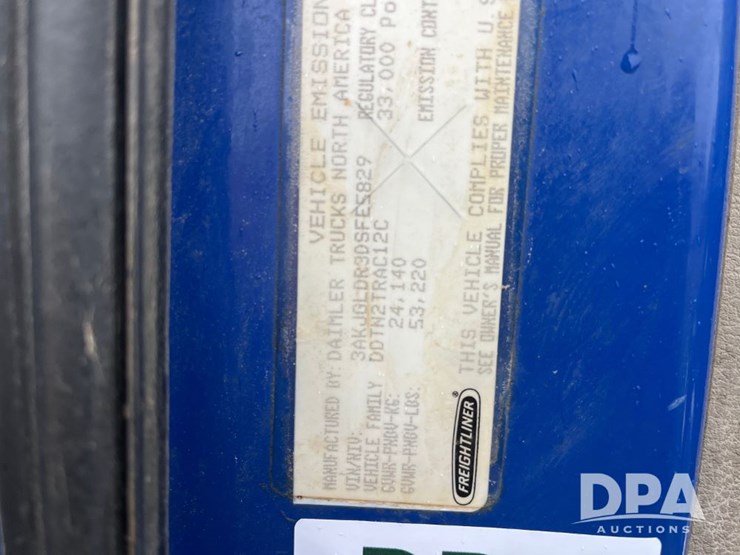 VEHICLE EMISSION
MANUFACTURED BY: DAIMLER TRUCKS NORTH AMERICA
VIN/NIV: 3AKJGLDR3DSFE5829 REGULATORY CL
VEHICLE FAMILY DDTN2TRAC12C 33,000 Po
GVWR-PNBV-KG: 24,140
GVWR-PNBV-LBS: 53,220 EMISSION CONT
FREIGHTLINER®
THIS VEHICLE COMPLIES WITH U.S
SEE OWNER'S MANUAL FOR PROPER MAINTENANCE
DPA
AUCTIONS